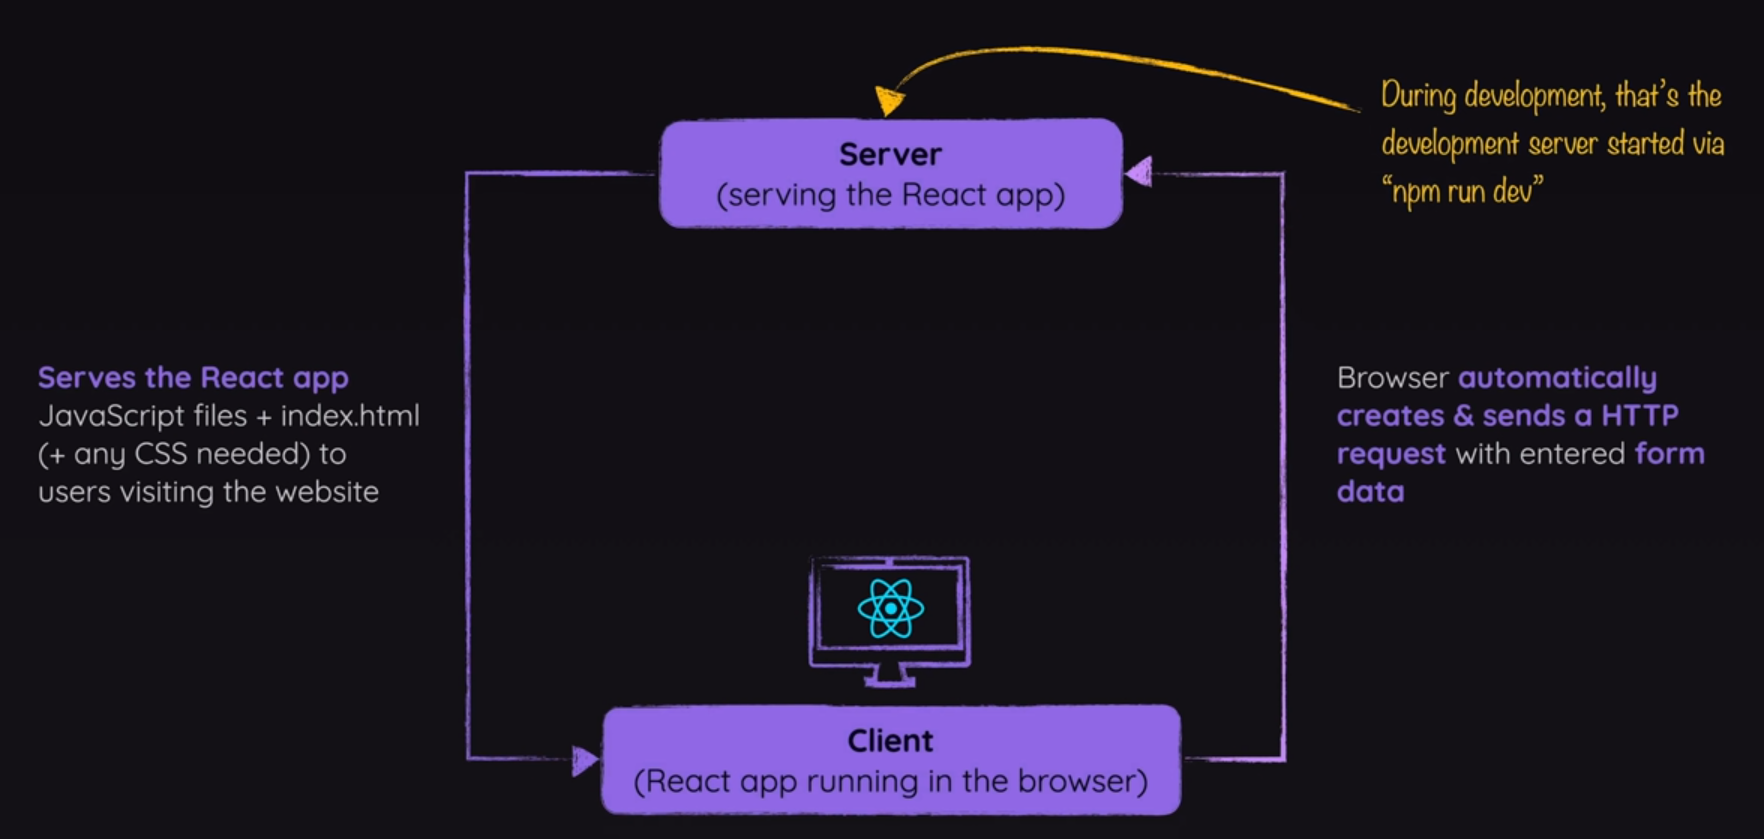 During development, that's the
development server started via
“npm run dev”
Server
(serving the React app)
Serves the React app
JavaScript files + index.html
(+ any CSS needed) to
users visiting the website
Browser automatically
creates & sends a HTTP
request with entered form
data
Client
(React app running in the browser)